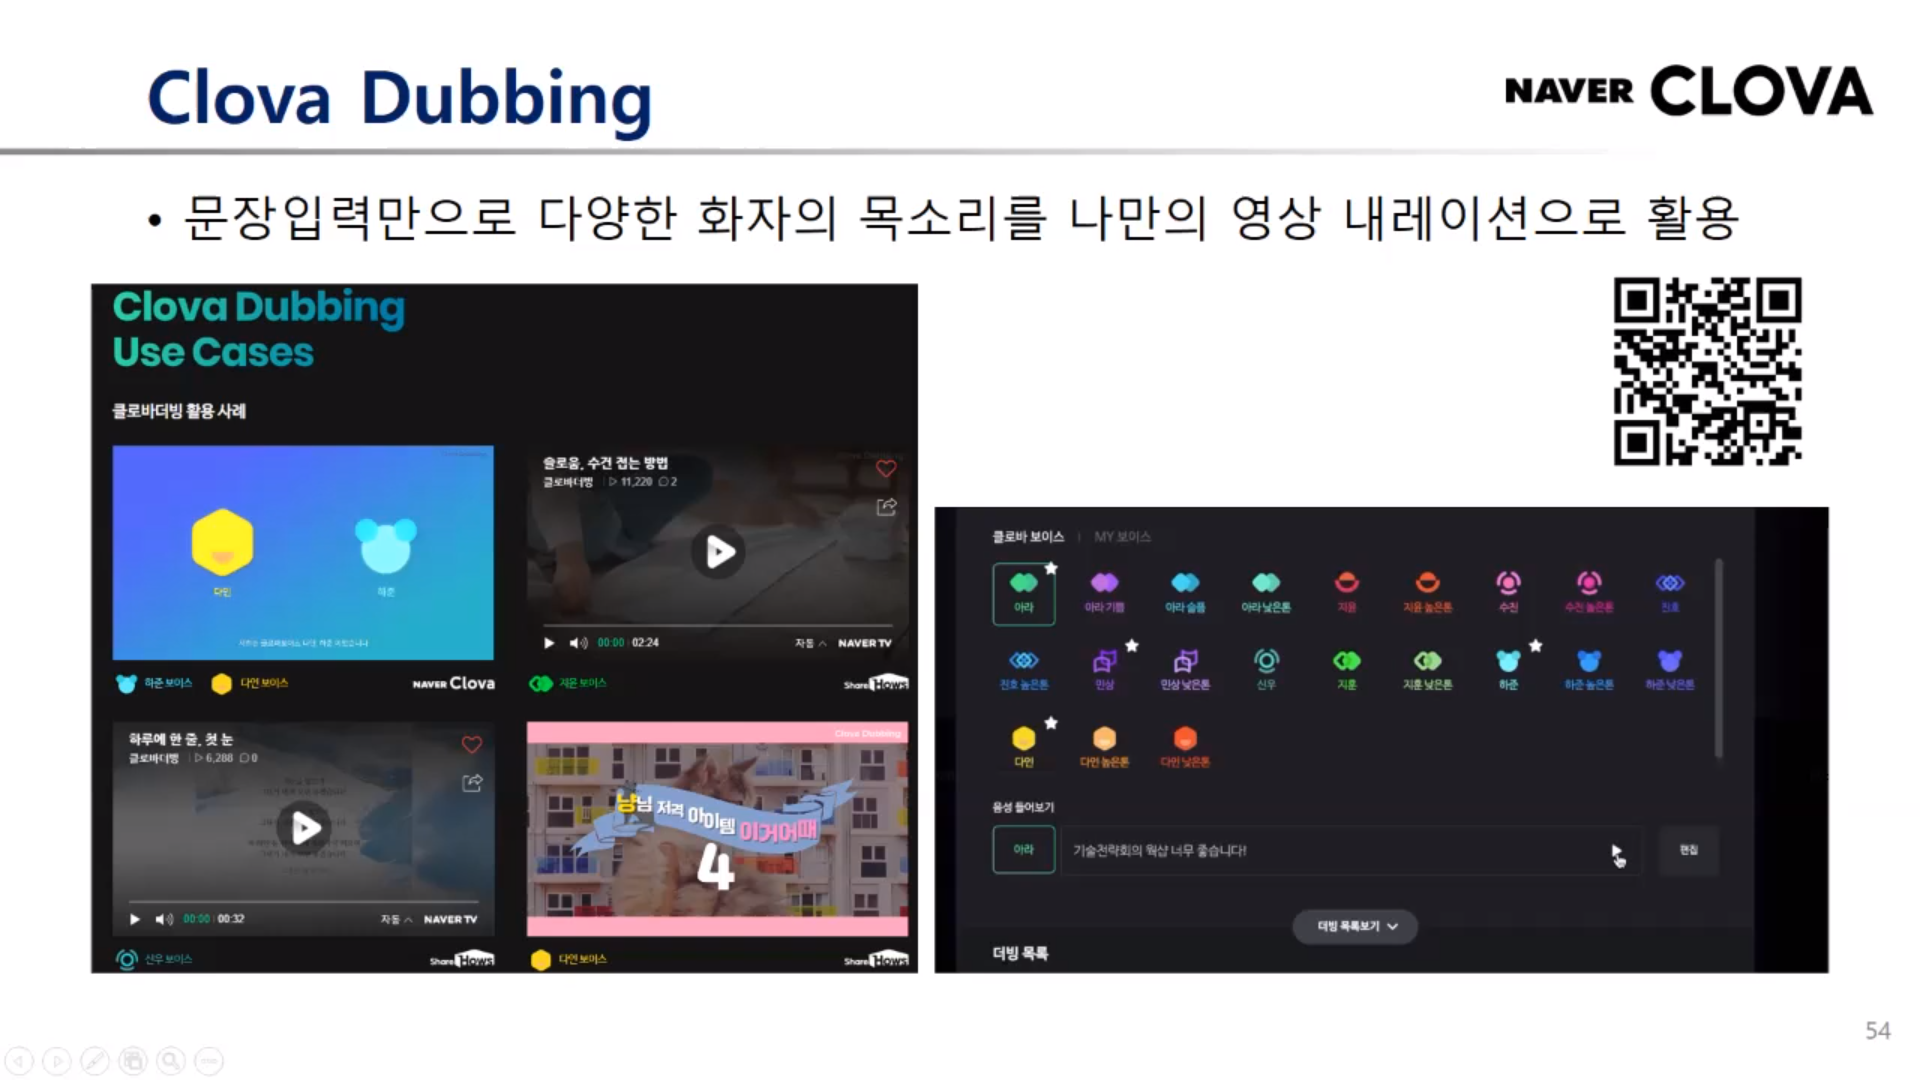 Clova Dubbing
NAVER CLOVA
• 문장입력만으로 다양한 화자의 목소리를 나만의 영상 내레이션으로 활용
Clova Dubbing
Use Cases
클로바더빙 활용 사례
다인
하준
하준 보이스
다인 보이스
NAVER Clova
슬로움, 수건 접는 방법
클로바더빙 11,220 2
00:00 02:24
자동
NAVER TV
지윤 보이스
Share Hows
하루에 한 줄, 첫 눈
클로바더빙 6,288 0
00:00 00:32
자동
NAVER TV
신우 보이스
Share Hows
Clova Dubbing
냥님 저격 아이템 이거어때
4
다인 보이스
Share Hows
클로바 보이스 MY 보이스
아라 아라 기쁨 아라 슬픔 아라 낮은톤 지윤 지윤 높은톤 수진 수진 높은톤 진호
진호 높은톤 민상 민상 낮은톤 신우 지훈 지훈 낮은톤 하준 하준 높은톤 하준 낮은톤
다인 다인 높은톤 다인 낮은톤
음성 들어보기
아라 기술전략회의 웍샵 너무 좋습니다! 편집
더빙 목록보기
더빙 목록
54